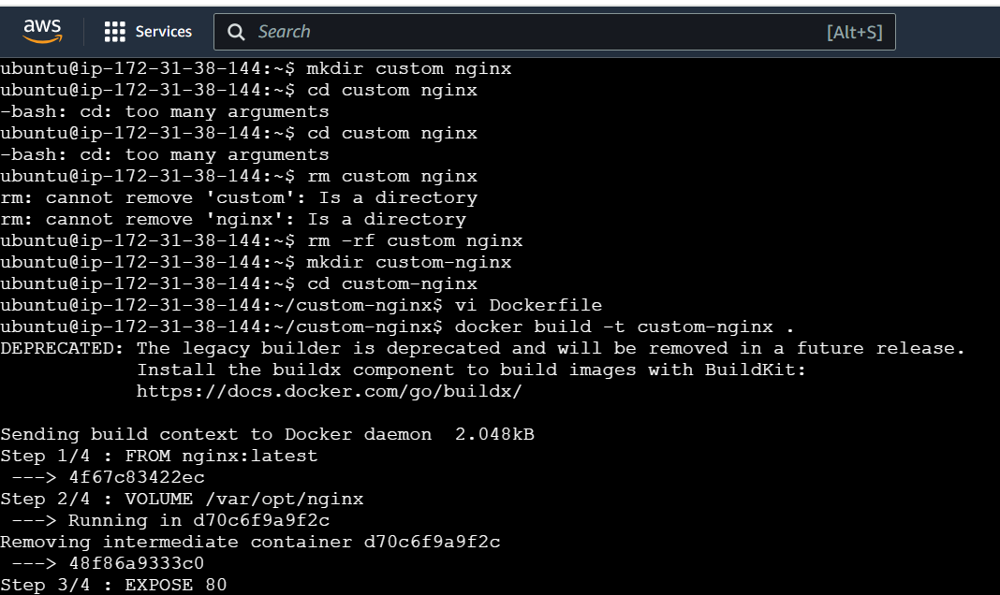 aws
Services
Search
[Alt+S]
ubuntu@ip-172-31-38-144:~$ mkdir custom nginx
ubuntu@ip-172-31-38-144:~$ cd custom nginx
-bash: cd: too many arguments
ubuntu@ip-172-31-38-144:~$ cd custom nginx
-bash: cd: too many arguments
ubuntu@ip-172-31-38-144:~$ rm custom nginx
rm: cannot remove 'custom': Is a directory
rm: cannot remove 'nginx': Is a directory
ubuntu@ip-172-31-38-144:~$ rm -rf custom nginx
ubuntu@ip-172-31-38-144:~$ mkdir custom-nginx
ubuntu@ip-172-31-38-144:~$ cd custom-nginx
ubuntu@ip-172-31-38-144:~/custom-nginx$ vi Dockerfile
ubuntu@ip-172-31-38-144:~/custom-nginx$ docker build -t custom-nginx .
DEPRECATED: The legacy builder is deprecated and will be removed in a future release.
            Install the buildx component to build images with BuildKit:
            https://docs.docker.com/go/buildx/

Sending build context to Docker daemon  2.048kB
Step 1/4 : FROM nginx:latest
 ---> 4f67c83422ec
Step 2/4 : VOLUME /var/opt/nginx
 ---> Running in d70c6f9a9f2c
Removing intermediate container d70c6f9a9f2c
 ---> 48f86a9333c0
Step 3/4 : EXPOSE 80